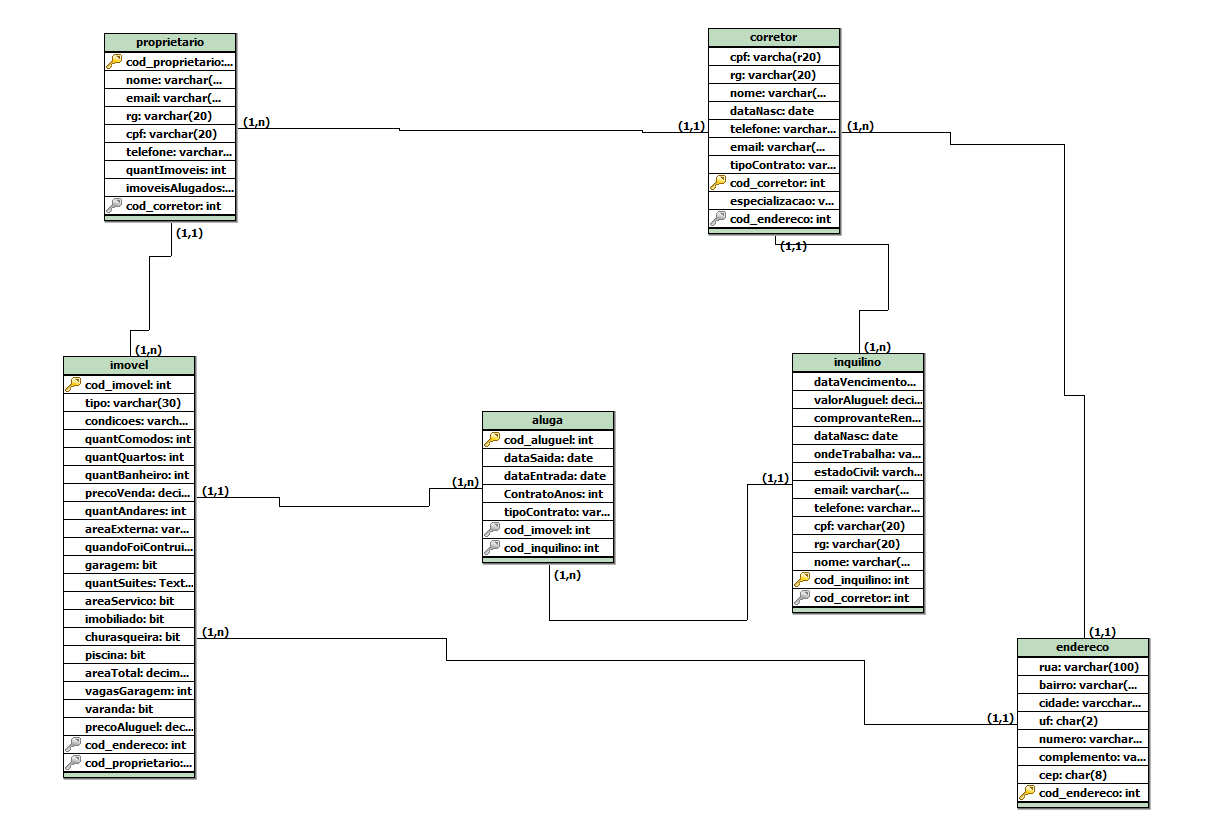 proprietario
cod_proprietario:...
nome: varchar(...
email: varchar(...
rg: varchar(20)
cpf: varchar(20)
telefone: varchar...
quantImoveis: int
imoveisAlugados:...
cod_corretor: int
(1,n)
(1,1)
(1,1)
corretor
cpf: varcha(r20)
rg: varchar(20)
nome: varchar(...
dataNasc: date
telefone: varchar...
email: varchar(...
tipoContrato: var...
cod_corretor: int
especializacao: v...
cod_endereco: int
(1,n)
(1,1)
(1,n)
imovel
cod_imovel: int
tipo: varchar(30)
condicoes: varch...
quantComodos: int
quantQuartos: int
quantBanheiro: int
precoVenda: deci...
quantAndares: int
areaExterna: var...
quandoFoiContrui...
garagem: bit
quantSuites: Text...
areaServico: bit
imobiliado: bit
churasqueira: bit
piscina: bit
areaTotal: decim...
vagasGaragem: int
varanda: bit
precoAluguel: dec...
cod_endereco: int
cod_proprietario:...
(1,1)
(1,n)
(1,n)
aluga
cod_aluguel: int
dataSaida: date
dataEntrada: date
ContratoAnos: int
tipoContrato: var...
cod_imovel: int
cod_inquilino: int
(1,n)
(1,n)
inquilino
dataVencimento...
valorAluguel: deci...
comprovanteRen...
dataNasc: date
ondeTrabalha: va...
estadoCivil: varch...
email: varchar(...
telefone: varchar...
cpf: varchar(20)
rg: varchar(20)
nome: varchar(...
cod_inquilino: int
cod_corretor: int
(1,1)
(1,1)
(1,1)
endereco
rua: varchar(100)
bairro: varchar(...
cidade: varcchar...
uf: char(2)
numero: varchar...
complemento: va...
cep: char(8)
cod_endereco: int